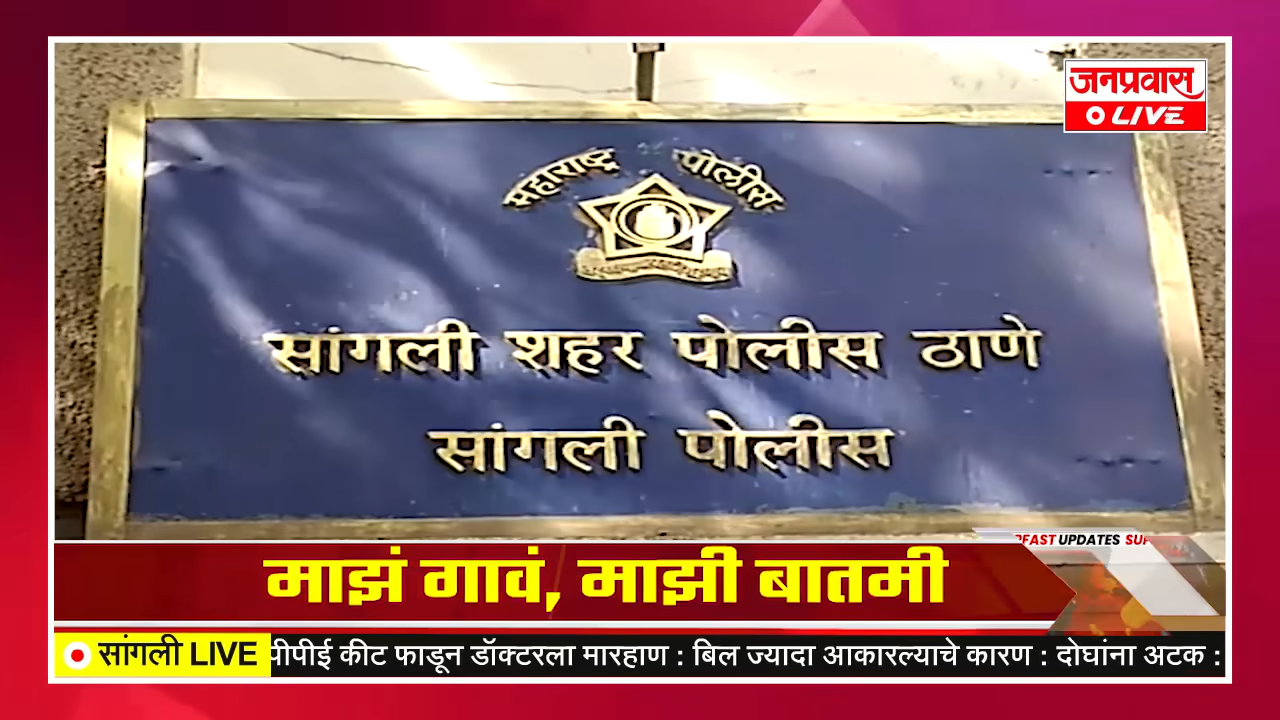 जनप्रवास
LIVE
महाराष्ट्र पोलीस
सांगली शहर पोलीस ठाणे
सांगली पोलीस
UPDATES
माझं गावं, माझी बातमी
सांगली LIVE
पीपीई कीट फाडून डॉक्टरला मारहाण : बिल ज्यादा आकारल्याचे कारण : दोघांना अटक :